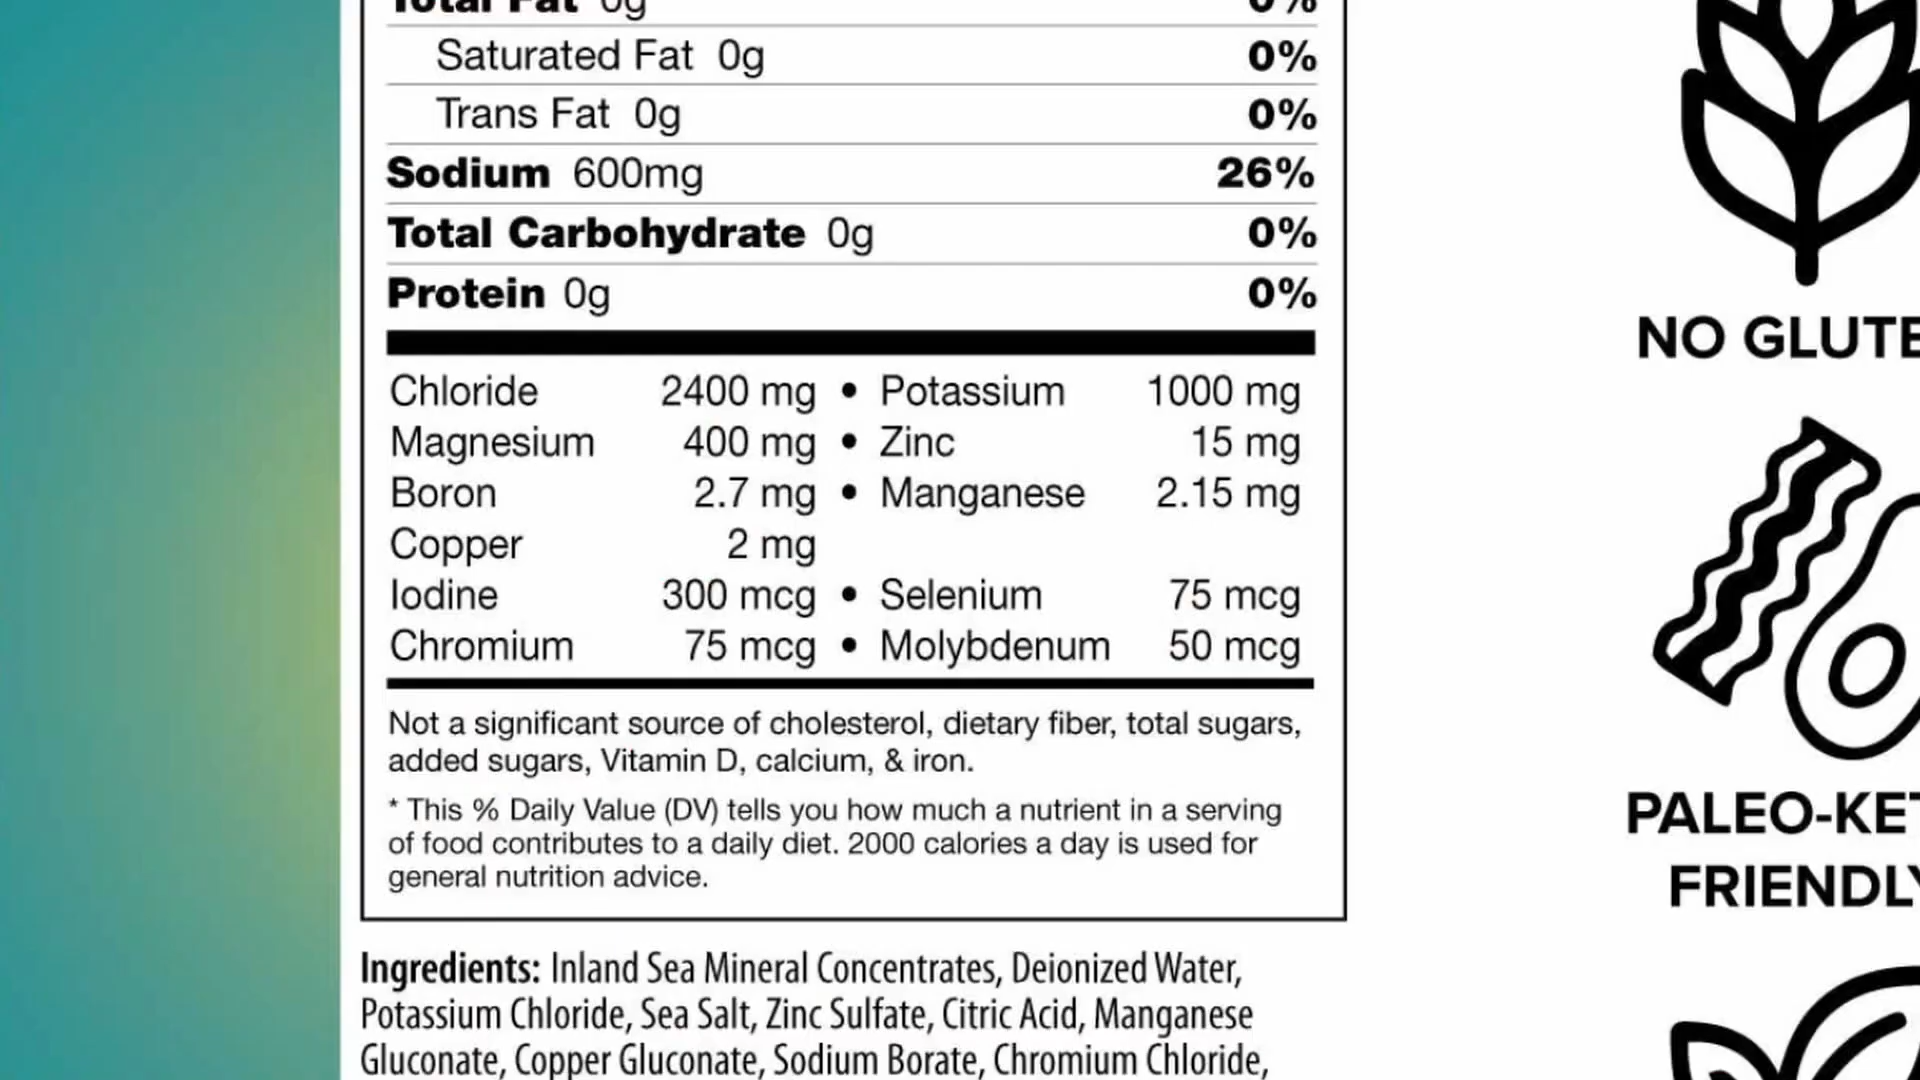 Total Fat 0g 0%
Saturated Fat 0g 0%
Trans Fat 0g 0%
Sodium 600mg 26%
Total Carbohydrate 0g 0%
Protein 0g 0%
Chloride 2400 mg • Potassium 1000 mg
Magnesium 400 mg • Zinc 15 mg
Boron 2.7 mg • Manganese 2.15 mg
Copper 2 mg
Iodine 300 mcg • Selenium 75 mcg
Chromium 75 mcg • Molybdenum 50 mcg
Not a significant source of cholesterol, dietary fiber, total sugars,
added sugars, Vitamin D, calcium, & iron.
* This % Daily Value (DV) tells you how much a nutrient in a serving
of food contributes to a daily diet. 2000 calories a day is used for
general nutrition advice.
Ingredients: Inland Sea Mineral Concentrates, Deionized Water,
Potassium Chloride, Sea Salt, Zinc Sulfate, Citric Acid, Manganese
Gluconate, Copper Gluconate, Sodium Borate, Chromium Chloride,
NO GLUTE
PALEO-KET
FRIENDLY